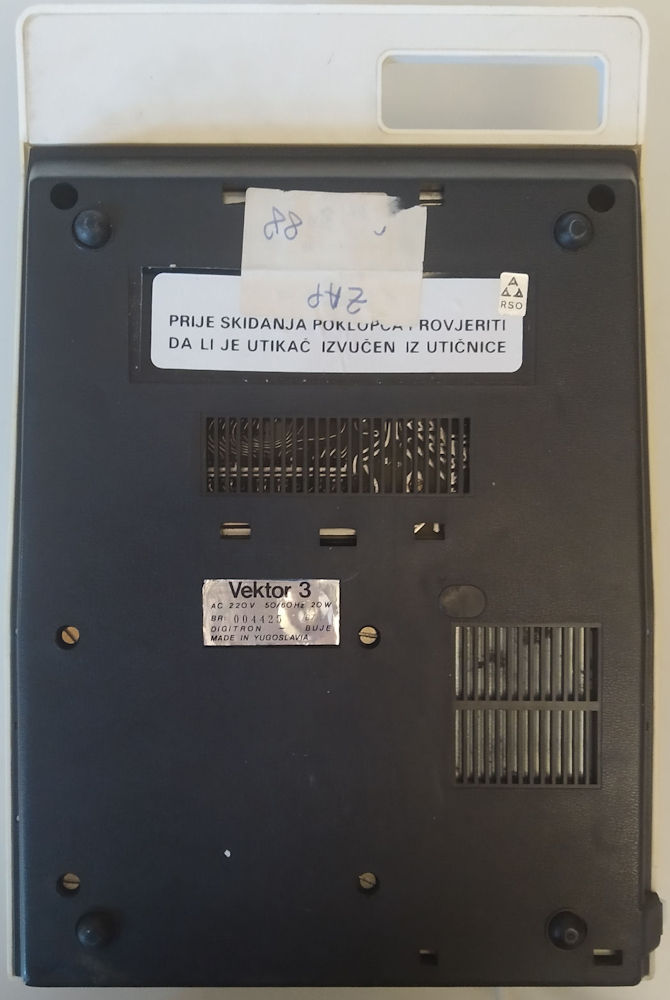 88
ZAP
RSO
PRIJE SKIDANJA POKLOPCA PROVJERITI
DA LI JE UTIKAČ IZVUČEN IZ UTIČNICE
Vektor 3
AC 220V 50/60Hz 20W
BR:
DIGITRON – BUJE
MADE IN YUGOSLAVIA